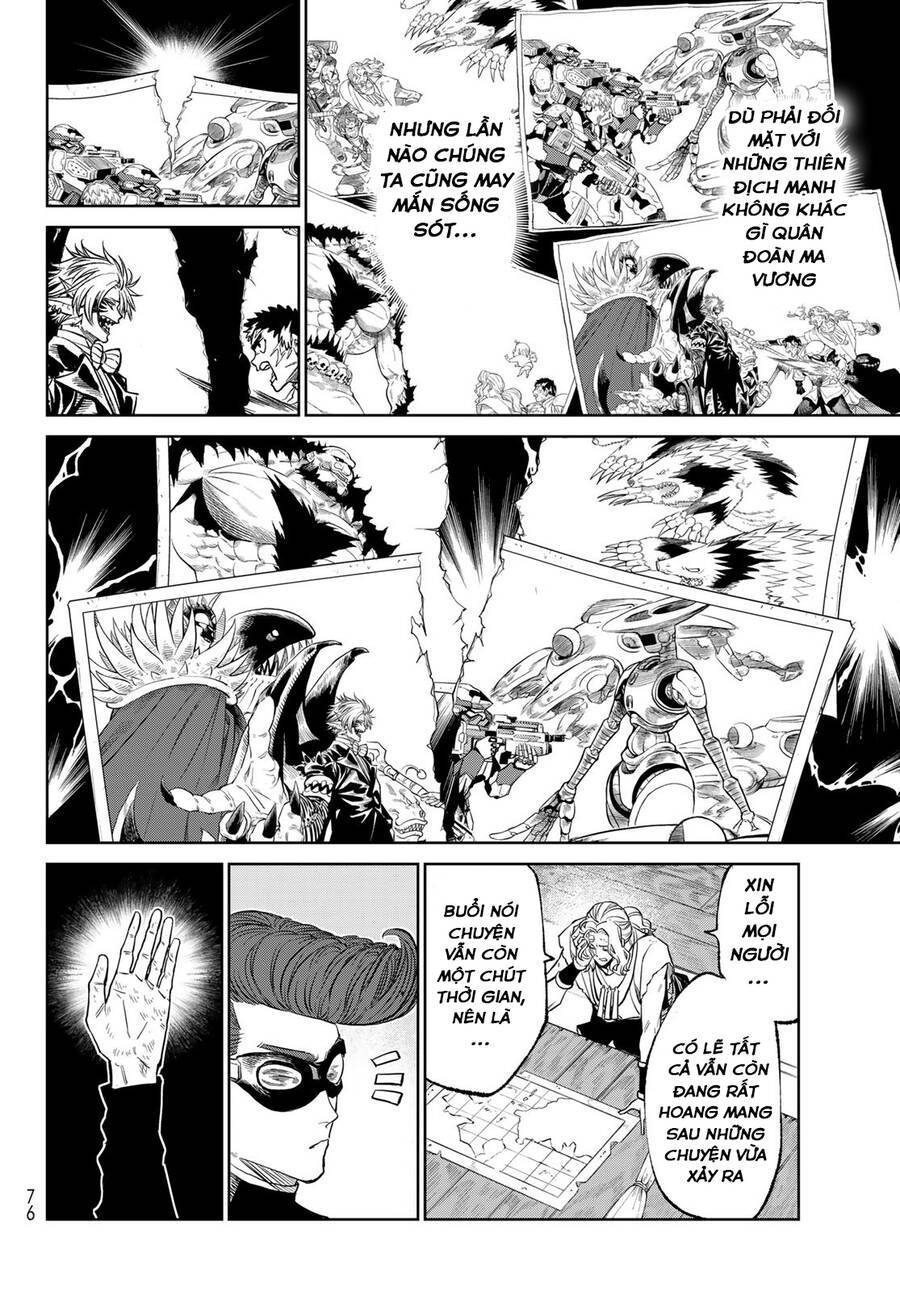 DÙ PHẢI ĐỐI
MẶT VỚI
NHỮNG THIÊN
ĐỊCH MẠNH
KHÔNG KHÁC
GÌ QUÂN
ĐOÀN MA
VƯƠNG
NHƯNG LẦN
NÀO CHÚNG
TA CŨNG MAY
MẮN SỐNG
SÓT...
XIN
LỖI
MỌI
NGƯỜI
...
CÓ LẼ TẤT
CẢ VẪN CÒN
ĐANG RẤT
HOANG MANG
SAU NHỮNG
CHUYỆN VỪA
XẢY RA
BUỔI NÓI
CHUYỆN
VẪN CÒN
MỘT CHÚT
THỜI GIAN,
NÊN LÀ
...
76